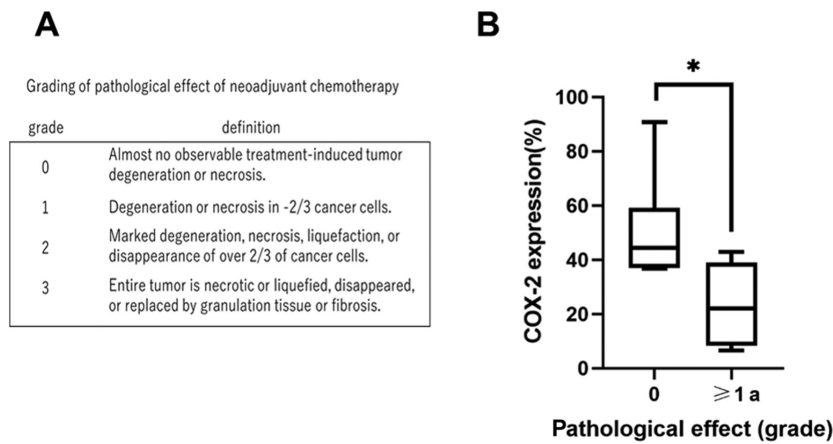 A
Grading of pathological effect of neoadjuvant chemotherapy
grade definition
0 Almost no observable treatment-induced tumor
degeneration or necrosis.
1 Degeneration or necrosis in -2/3 cancer cells.
2 Marked degeneration, necrosis, liquefaction, or
disappearance of over 2/3 of cancer cells.
3 Entire tumor is necrotic or liquefied, disappeared,
or replaced by granulation tissue or fibrosis.
B
*
100
80
60
40
20
0
COX-2 expression(%)
0 ⩾1 a
Pathological effect (grade)